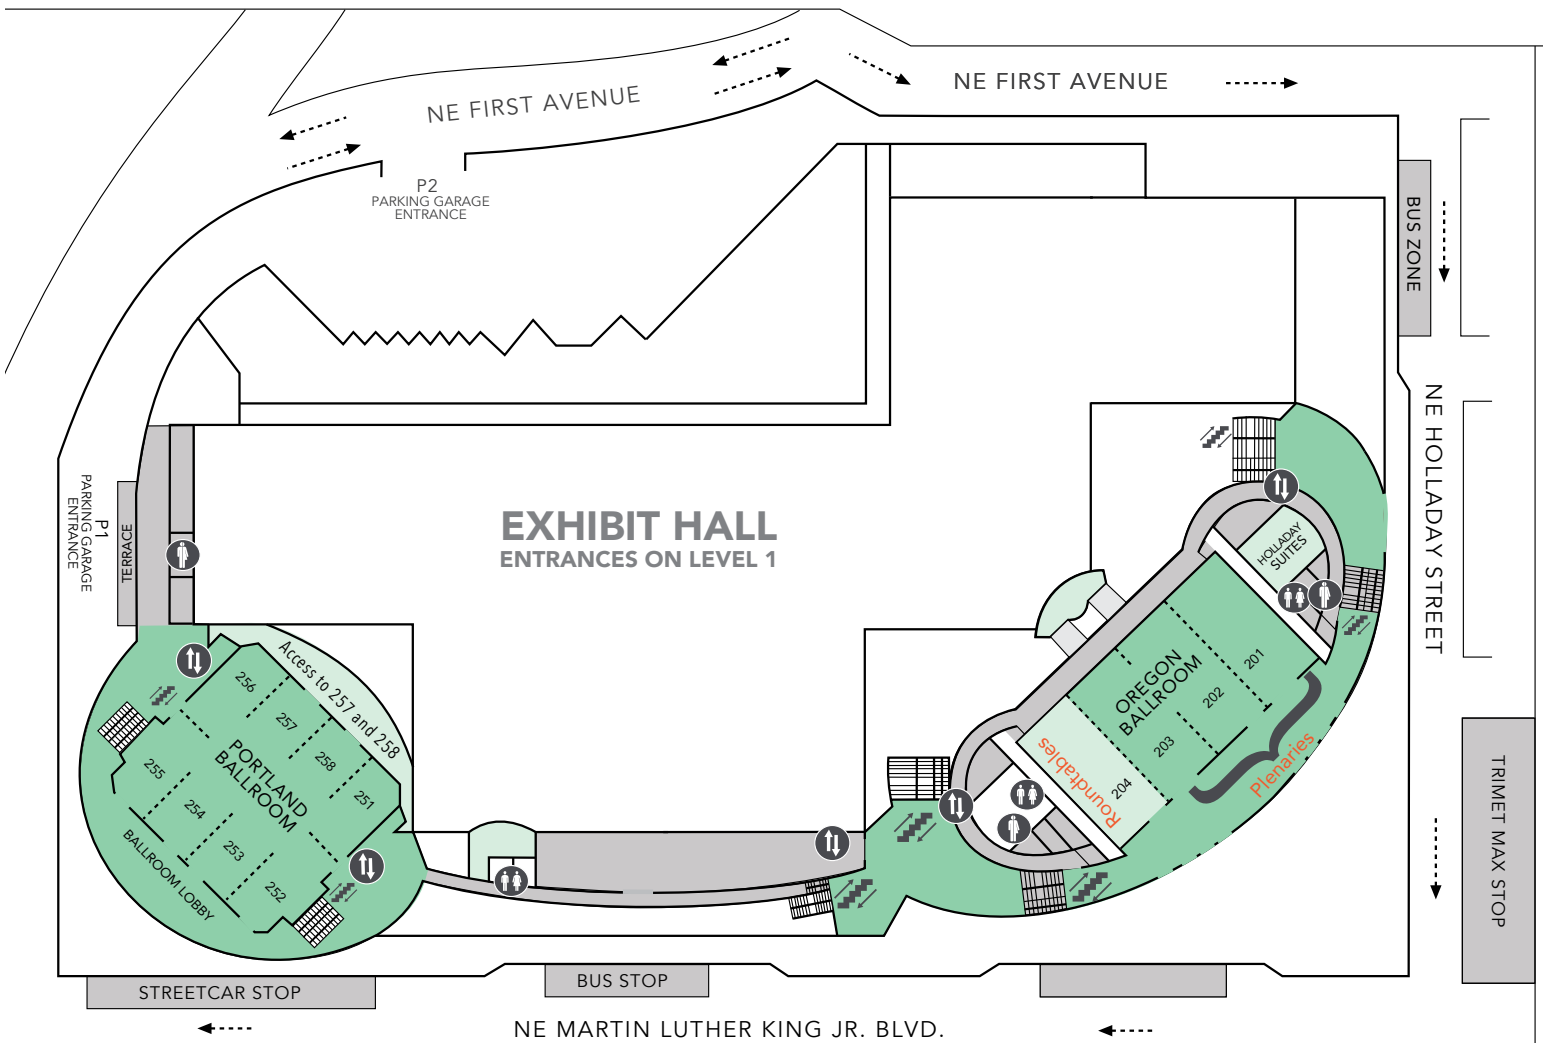 NE FIRST AVENUE
NE FIRST AVENUE
P2
PARKING GARAGE
ENTRANCE
BUS ZONE
NE HOLLADAY STREET
TRIMET MAX STOP
P1
PARKING GARAGE
ENTRANCE
TERRACE
EXHIBIT HALL
ENTRANCES ON LEVEL 1
HOLLADAY
SUITES
OREGON
BALLROOM
201
202
203
204
Roundtables
Plenaries
Access to 257 and 258
256
257
258
251
PORTLAND
BALLROOM
255
254
253
252
BALLROOM LOBBY
STREETCAR STOP
BUS STOP
NE MARTIN LUTHER KING JR. BLVD.